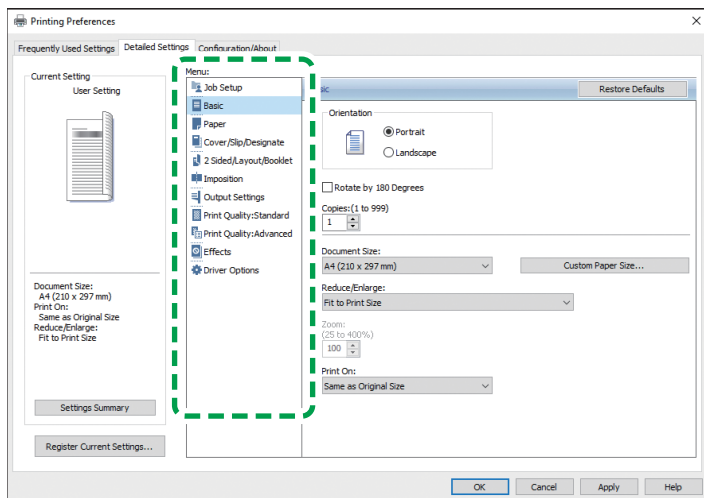 Printing Preferences
Frequently Used Settings
Detailed Settings
Configuration/About
Current Setting
User Setting
Document Size:
A4 (210 x 297 mm)
Print On:
Same as Original Size
Reduce/Enlarge:
Fit to Print Size
Settings Summary
Register Current Settings...
Menu:
Job Setup
Basic
Paper
Cover/Slip/Designate
2 Sided/Layout/Booklet
Imposition
Output Settings
Print Quality:Standard
Print Quality:Advanced
Effects
Driver Options
Restore Defaults
Orientation
Portrait
Landscape
Rotate by 180 Degrees
Copies:(1 to 999)
1
Document Size:
A4 (210 x 297 mm)
Custom Paper Size...
Reduce/Enlarge:
Fit to Print Size
Zoom:
(25 to 400%)
100
Print On:
Same as Original Size
OK
Cancel
Apply
Help